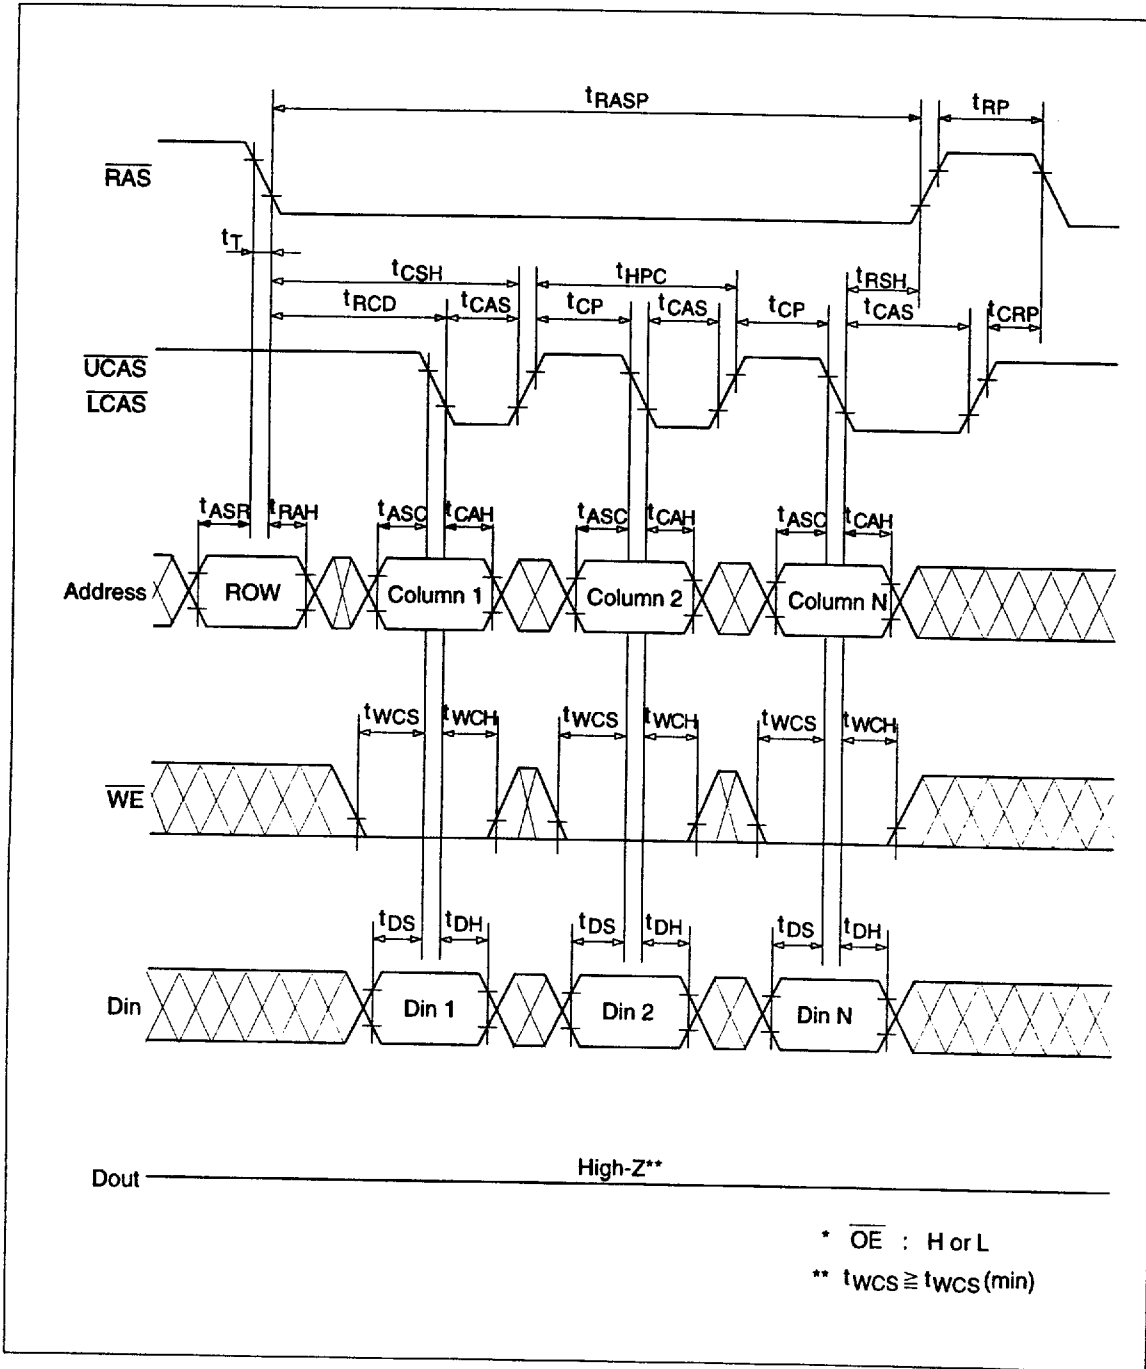 tRASP tRP
RAS
tT
tCSH tHPC tRSH
tRCD tCAS tCP tCAS tCP tCAS tCRP
UCAS
LCAS
tASR tRAH tASC tCAH tASC tCAH tASC tCAH
Address ROW Column 1 Column 2 Column N
tWCS tWCH tWCS tWCH tWCS tWCH
WE
tDS tDH tDS tDH tDS tDH
Din Din 1 Din 2 Din N
Dout High-Z**
* OE : H or L
** tWCS ≧ tWCS (min)